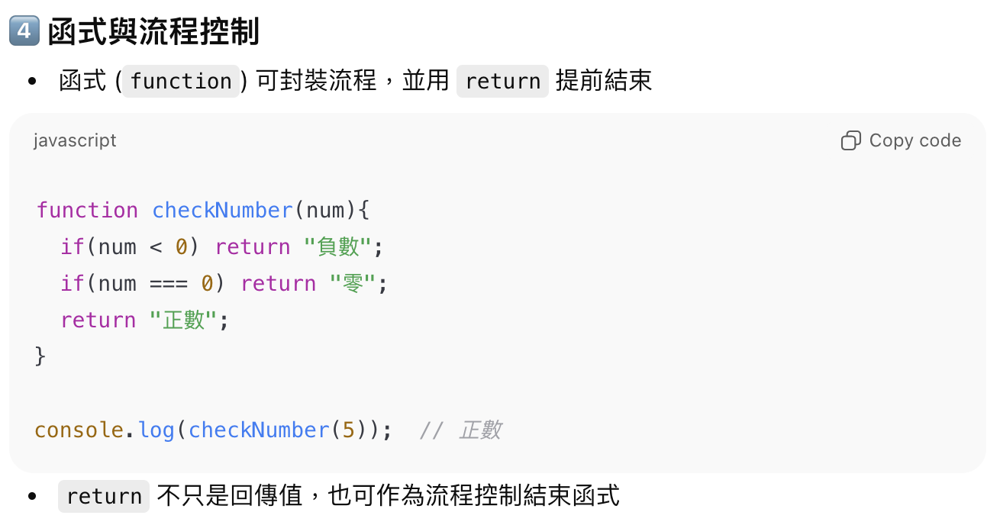 4 函式與流程控制
• 函式 (function) 可封裝流程，並用 return 提前結束
javascript
Copy code
function checkNumber(num){
  if(num < 0) return "負數";
  if(num === 0) return "零";
  return "正數";
}
console.log(checkNumber(5));  // 正數
• return 不只是回傳值，也可作為流程控制結束函式